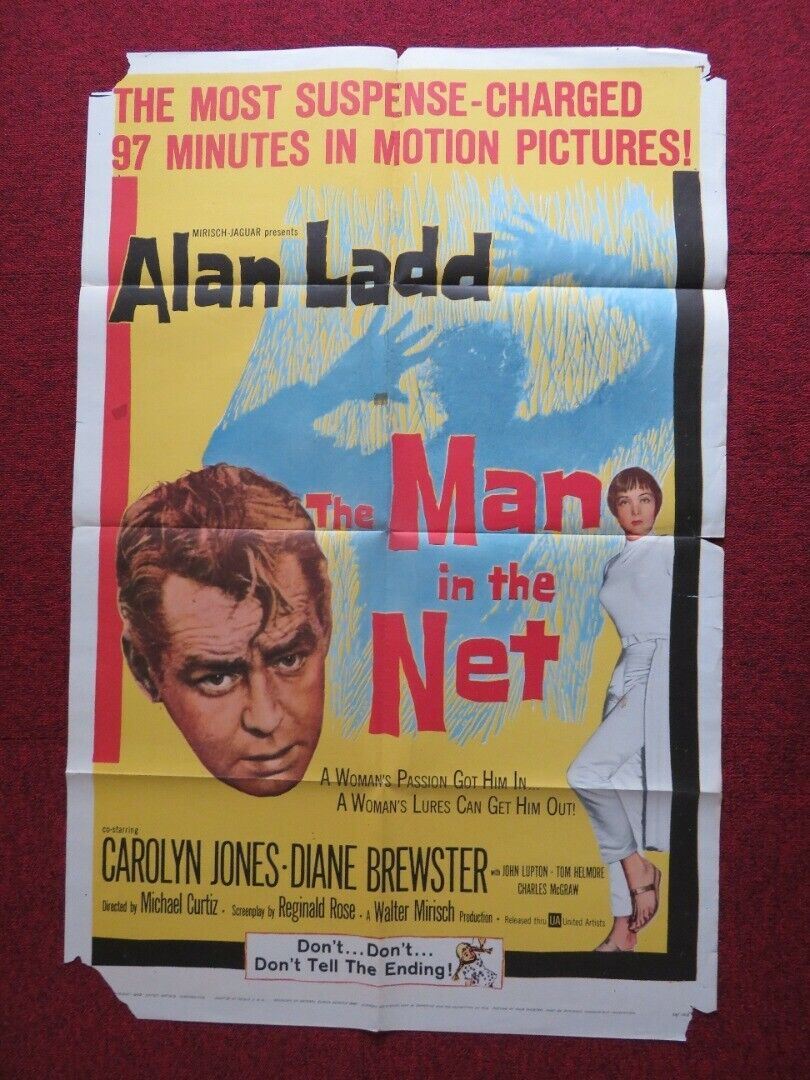 THE MOST SUSPENSE-CHARGED
97 MINUTES IN MOTION PICTURES!
MIRISCH-JAGUAR presents
Alan Ladd
The Man
in the
Net
A WOMAN'S PASSION GOT HIM IN...
A WOMAN'S LURES CAN GET HIM OUT!
co-starring
CAROLYN JONES · DIANE BREWSTER with JOHN LUPTON · TOM HELMORE
CHARLES McGRAW
Directed by Michael Curtiz · Screenplay by Reginald Rose · A Walter Mirisch Production · Released thru UA United Artists
Don't...Don't...
Don't Tell The Ending!